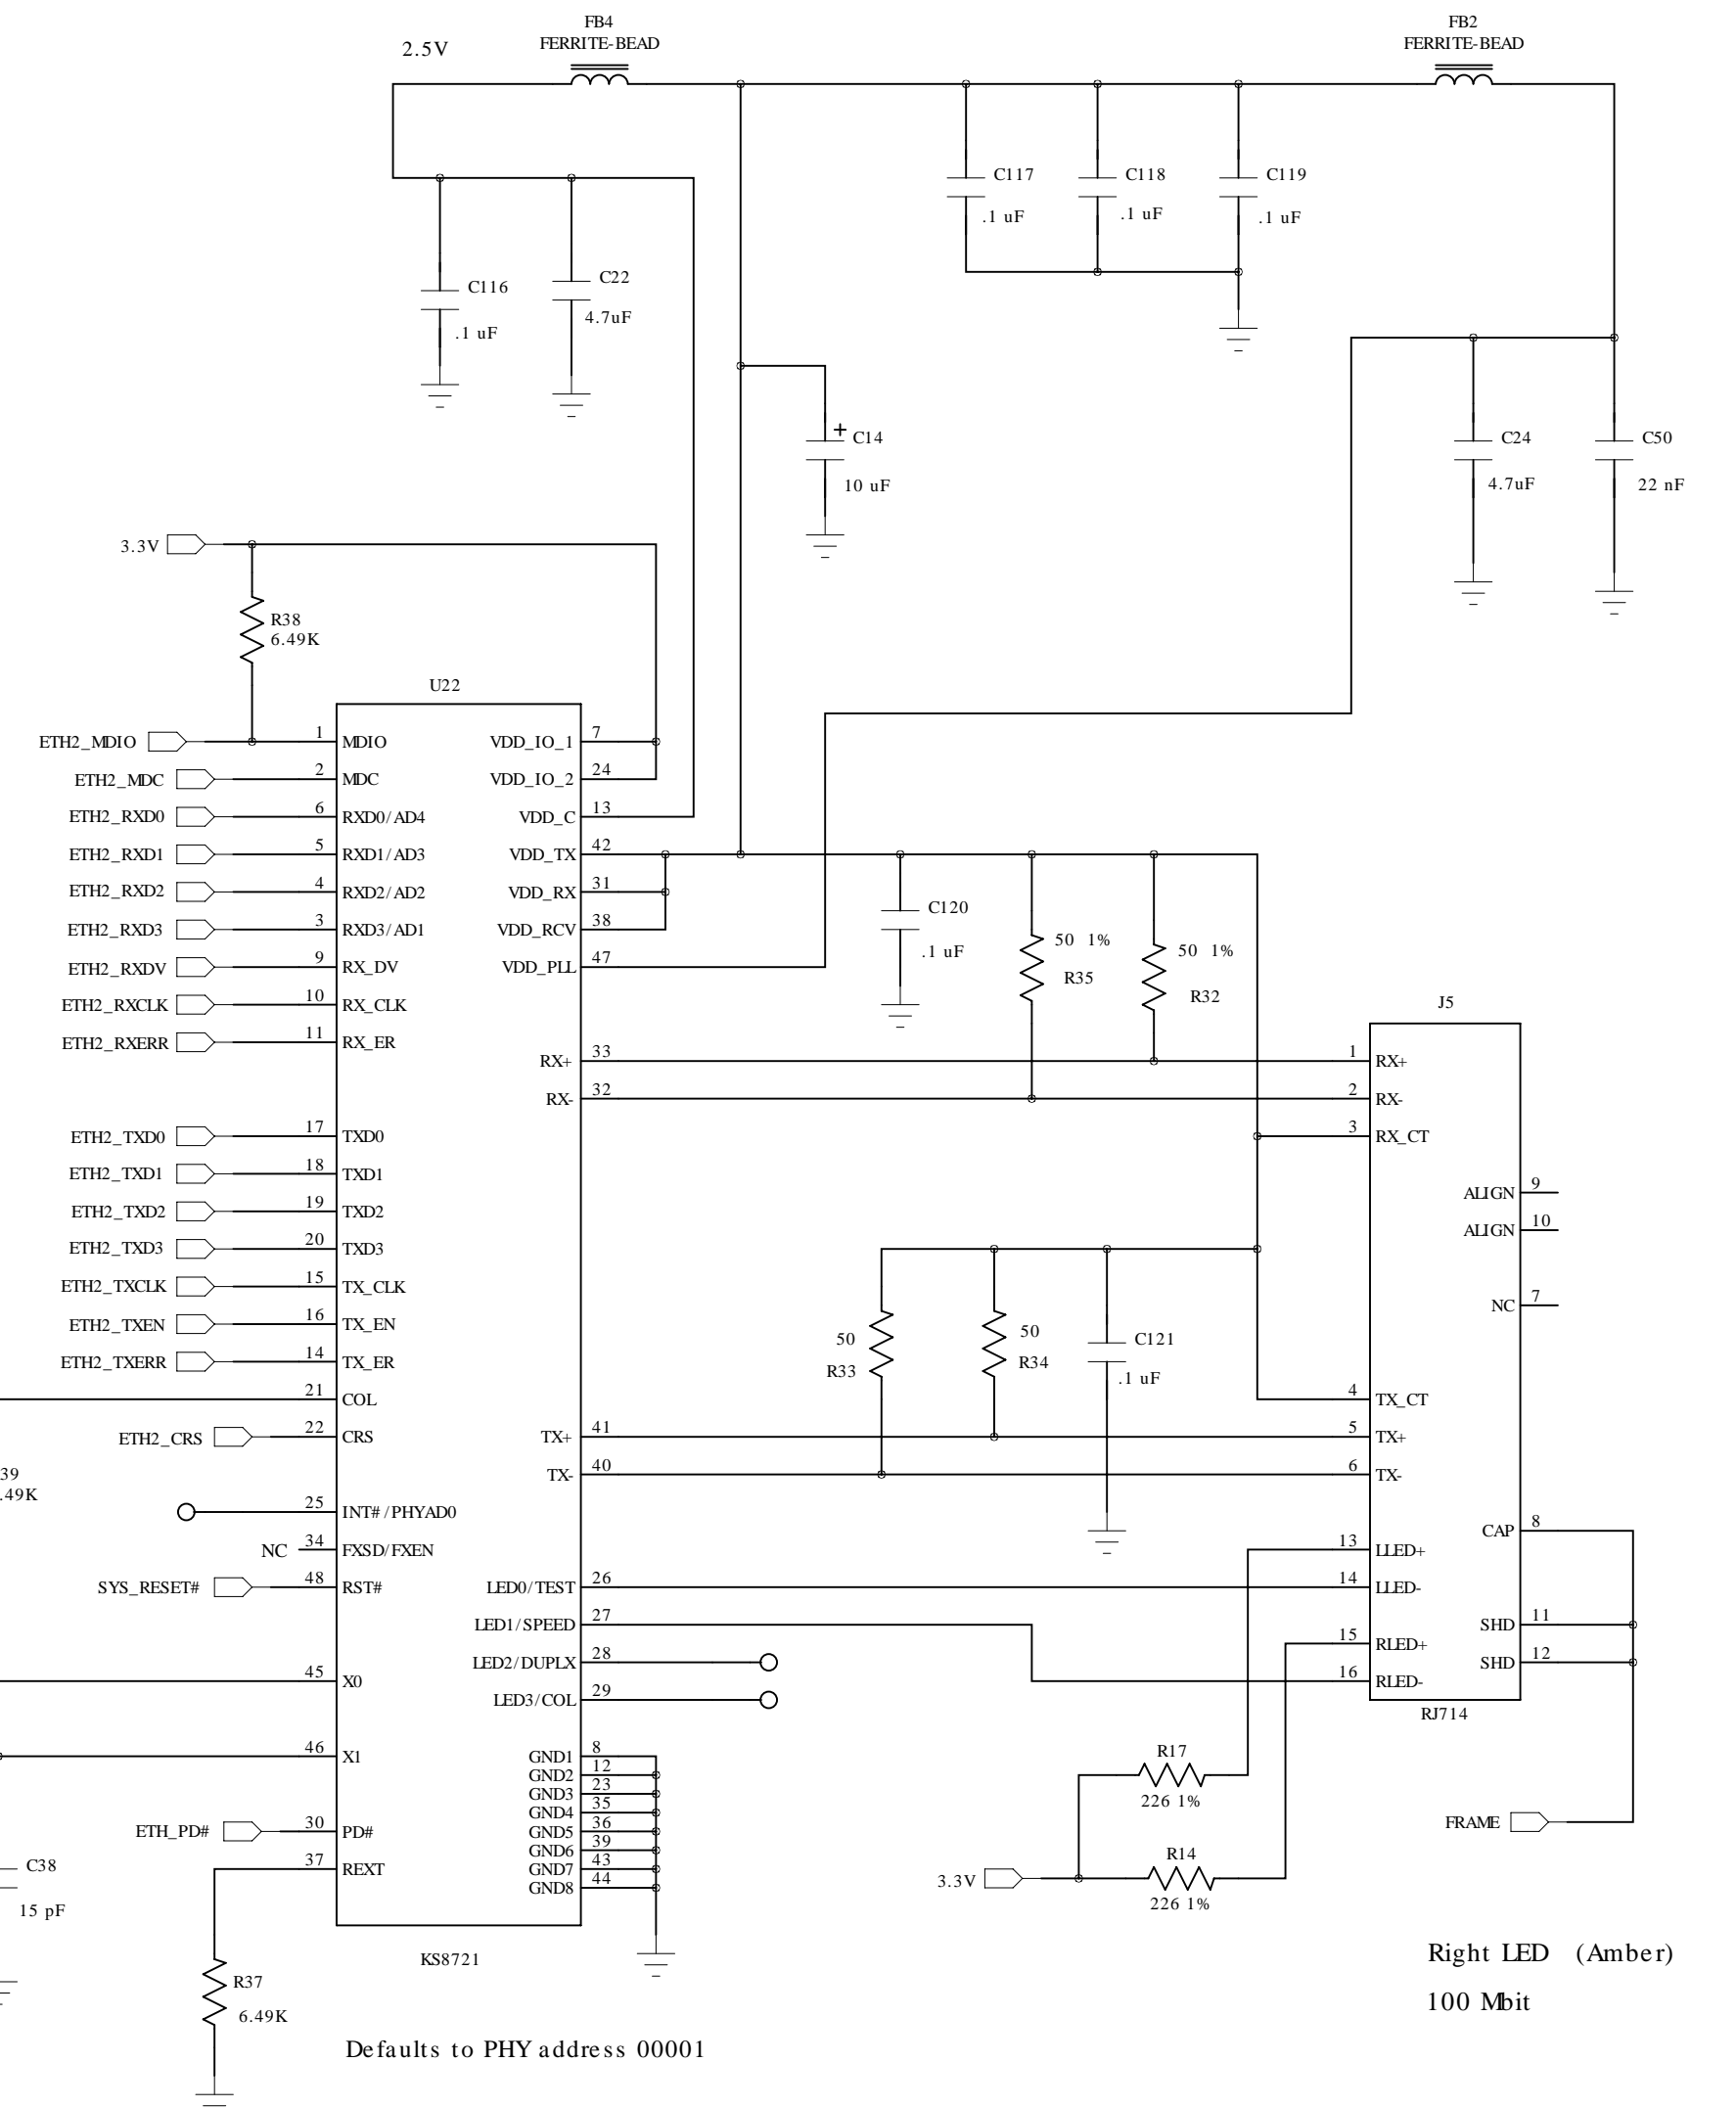 FB4
FERRITE-BEAD
2.5V
FB2
FERRITE-BEAD
C117
.1 uF
C118
.1 uF
C119
.1 uF
C116
.1 uF
C22
4.7uF
C14
+
10 uF
C24
4.7uF
C50
22 nF
3.3V
R38
6.49K
U22
ETH2_MDIO 1 MDIO
ETH2_MDC 2 MDC
ETH2_RXD0 6 RXD0/AD4
ETH2_RXD1 5 RXD1/AD3
ETH2_RXD2 4 RXD2/AD2
ETH2_RXD3 3 RXD3/AD1
ETH2_RXDV 9 RX_DV
ETH2_RXCLK 10 RX_CLK
ETH2_RXERR 11 RX_ER
ETH2_TXD0 17 TXD0
ETH2_TXD1 18 TXD1
ETH2_TXD2 19 TXD2
ETH2_TXD3 20 TXD3
ETH2_TXCLK 15 TX_CLK
ETH2_TXEN 16 TX_EN
ETH2_TXERR 14 TX_ER
21 COL
ETH2_CRS 22 CRS
39
.49K
25 INT#/PHYAD0
NC 34 FXSD/FXEN
SYS_RESET# 48 RST#
45 X0
46 X1
ETH_PD# 30 PD#
37 REXT
C38
15 pF
R37
6.49K
VDD_IO_1 7
VDD_IO_2 24
VDD_C 13
VDD_TX 42
VDD_RX 31
VDD_RCV 38
VDD_PLL 47
RX+ 33
RX- 32
TX+ 41
TX- 40
LED0/TEST 26
LED1/SPEED 27
LED2/DUPLX 28
LED3/COL 29
GND1 8
GND2 12
GND3 23
GND4 35
GND5 36
GND6 39
GND7 43
GND8 44
KS8721
Defaults to PHY address 00001
C120
.1 uF
50 1%
R35
50 1%
R32
50
R33
50
R34
C121
.1 uF
J5
1 RX+
2 RX-
3 RX_CT
4 TX_CT
5 TX+
6 TX-
13 LLED+
14 LLED-
15 RLED+
16 RLED-
ALIGN 9
ALIGN 10
NC 7
CAP 8
SHD 11
SHD 12
RJ714
R17
226 1%
R14
226 1%
3.3V
FRAME
Right LED (Amber)
100 Mbit